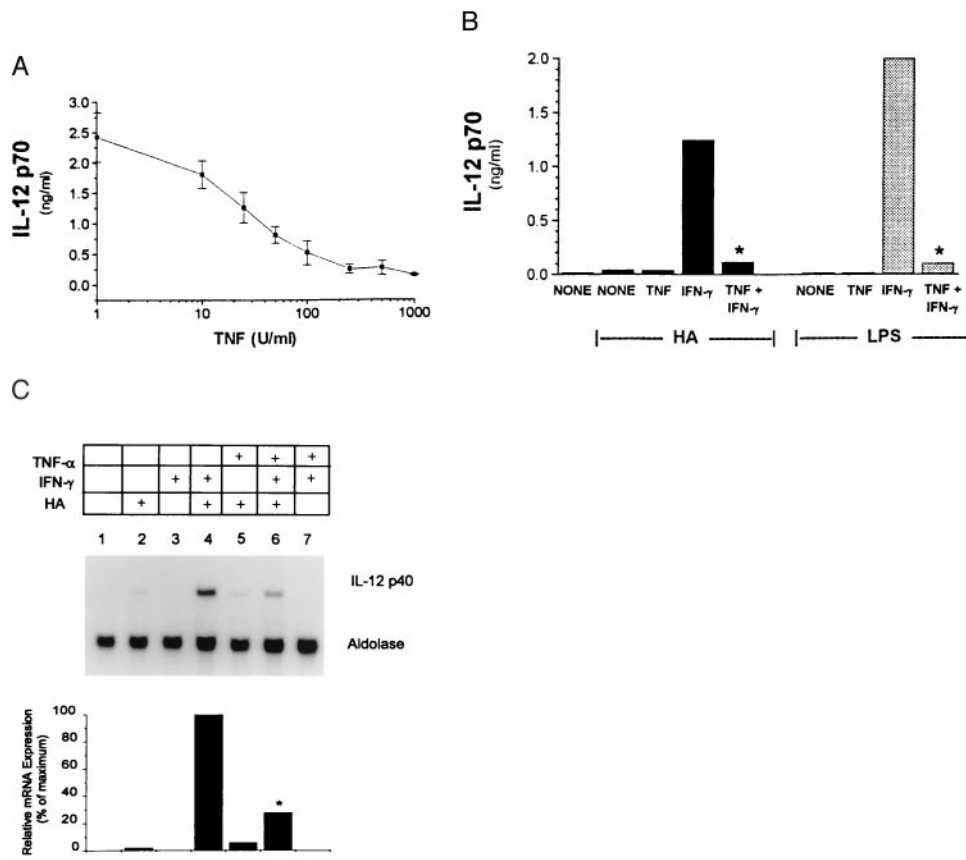 A
IL-12 p70
(ng/ml)
3.0
2.5
2.0
1.5
1.0
0.5
0.0
1 10 100 1000
TNF (U/ml)
B
IL-12 p70
(ng/ml)
2.0
1.5
1.0
0.5
0.0
NONE NONE TNF IFN-γ TNF + IFN-γ NONE TNF IFN-γ TNF + IFN-γ
* *
HA LPS
C
TNF-α + + +
IFN-γ + + + +
HA + + + +
1 2 3 4 5 6 7
IL-12 p40
Aldolase
Relative mRNA Expression
(% of maximum)
100
80
60
40
20
0
*